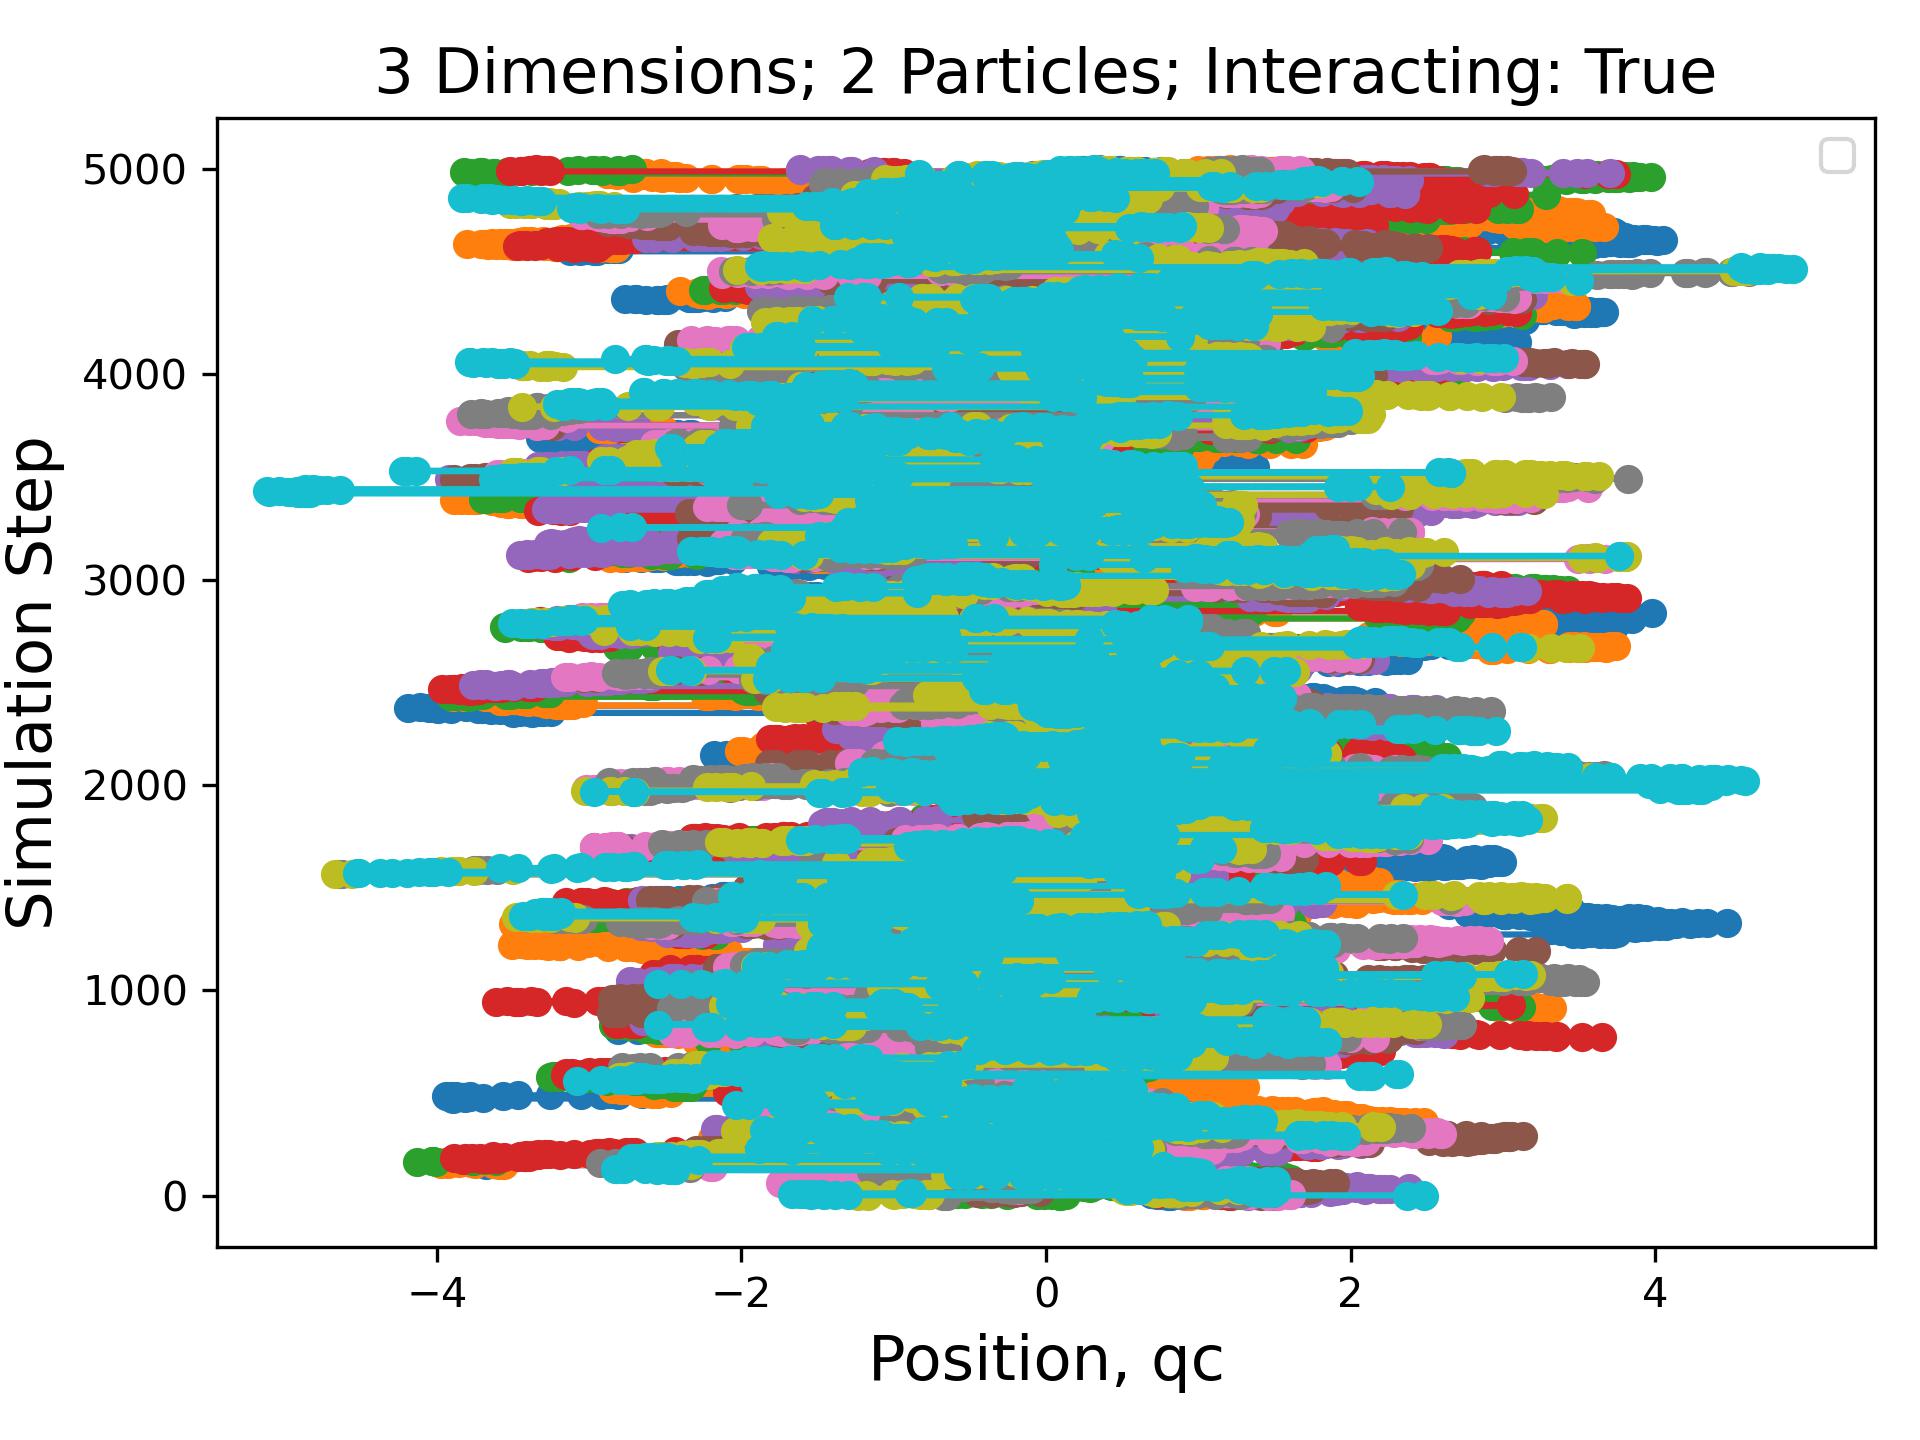 3 Dimensions; 2 Particles; Interacting: True
Simulation Step
5000
4000
3000
2000
1000
0
−4 −2 0 2 4
Position, qc